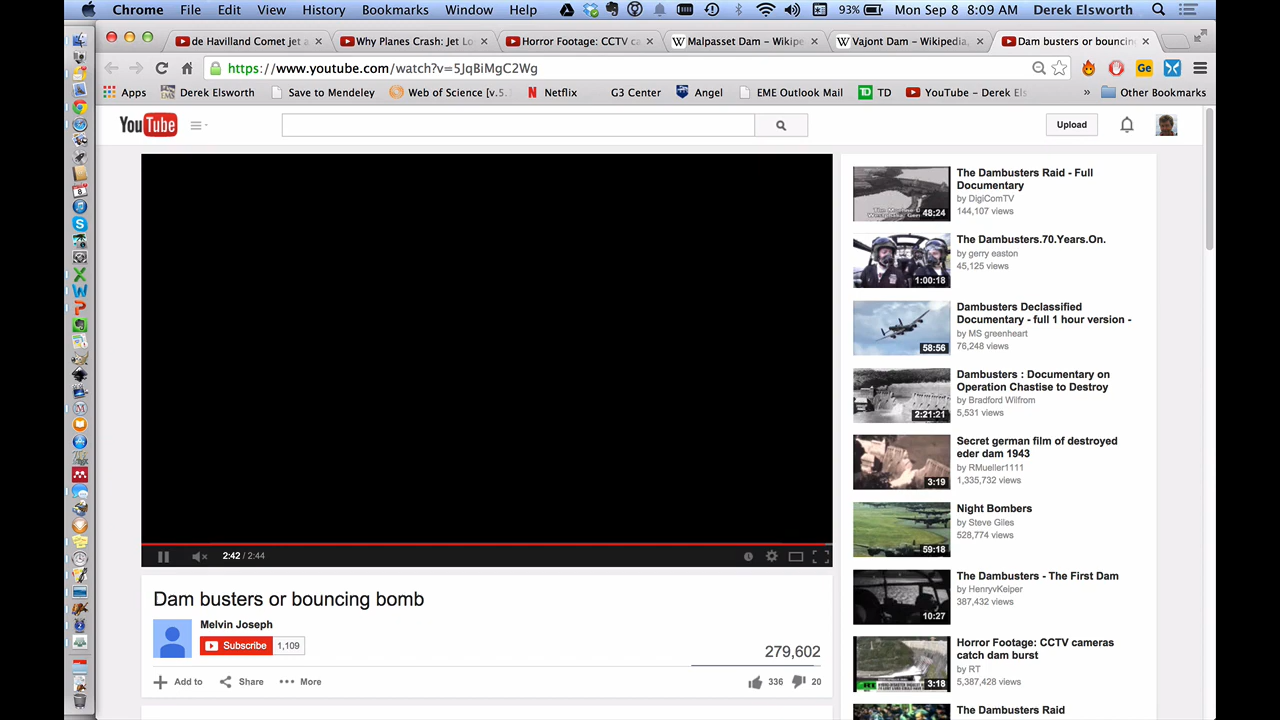 Chrome File Edit View History Bookmarks Window Help 93% Mon Sep 8 8:09 AM Derek Elsworth
de Havilland Comet jet a
Why Planes Crash: Jet Lo
Horror Footage: CCTV ca
Malpasset Dam - Wikipe
Vajont Dam - Wikipedia,
Dam busters or bouncing
Apps Derek Elsworth Save to Mendeley Web of Science [v.5. Netflix G3 Center Angel EME Outlook Mail TD YouTube - Derek Els » Other Bookmarks
YouTube
Upload
The Dambusters Raid - Full
Documentary
by DigiComTV
144,107 views
48:24
The Dambusters.70.Years.On.
by gerry easton
45,125 views
1:00:18
Dambusters Declassified
Documentary - full 1 hour version -
by MS greenheart
76,248 views
58:56
Dambusters : Documentary on
Operation Chastise to Destroy
by Bradford Wilfrom
5,531 views
2:21:21
Secret german film of destroyed
eder dam 1943
by RMueller1111
1,335,732 views
3:19
Night Bombers
by Steve Giles
528,774 views
59:18
The Dambusters - The First Dam
by HenryvKeiper
387,432 views
10:27
Horror Footage: CCTV cameras
catch dam burst
by RT
5,387,428 views
3:18
The Dambusters Raid
2:42 / 2:44
Dam busters or bouncing bomb
Melvin Joseph
Subscribe 1,109
279,602
Add to Share More 336 20